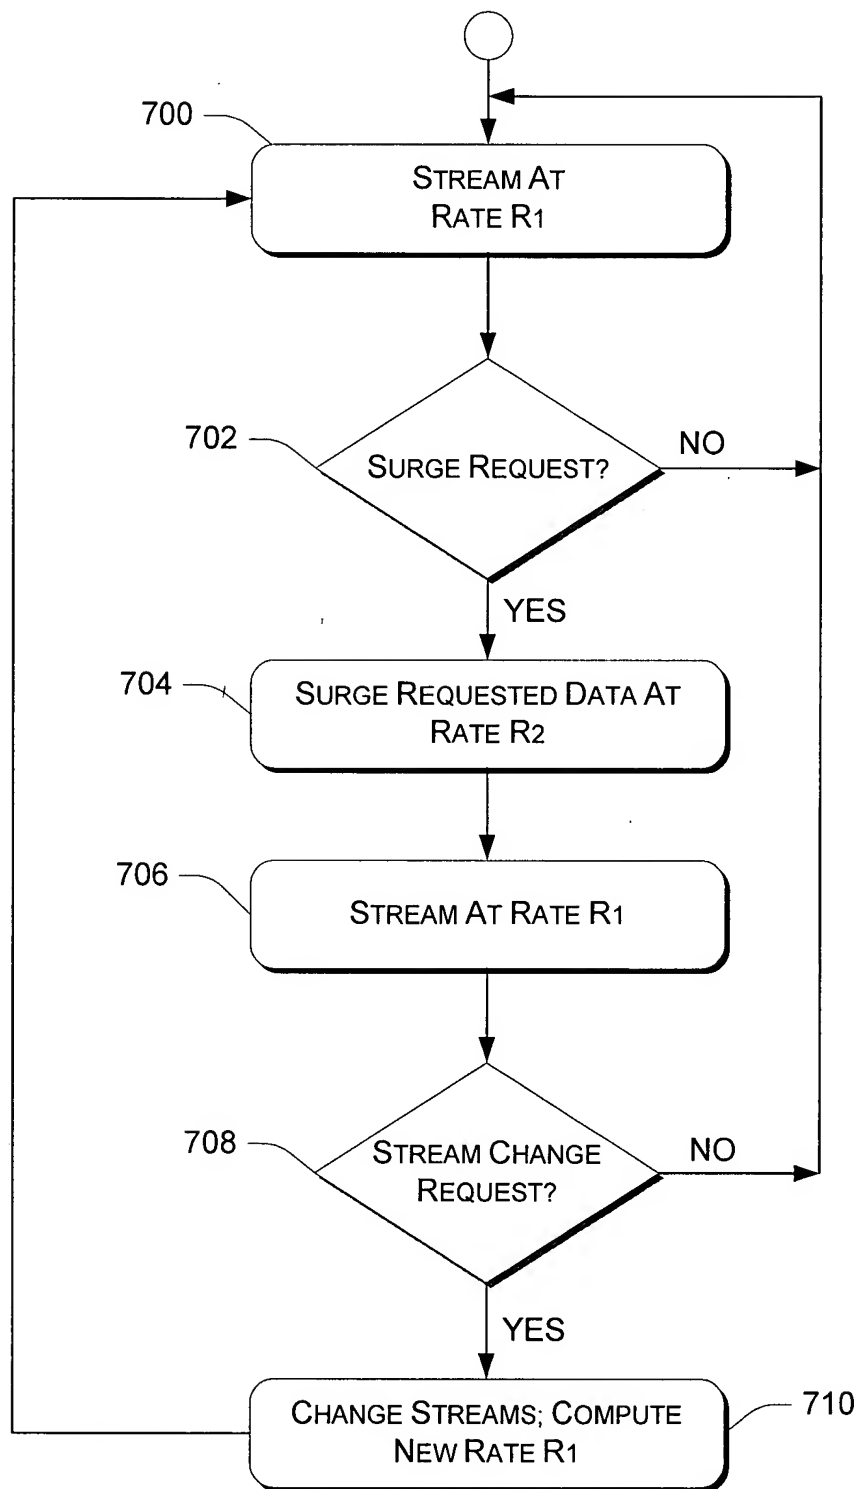 700
STREAM AT
RATE R1
702
SURGE REQUEST?
NO
YES
704
SURGE REQUESTED DATA AT
RATE R2
706
STREAM AT RATE R1
708
STREAM CHANGE
REQUEST?
NO
YES
CHANGE STREAMS; COMPUTE
NEW RATE R1
710